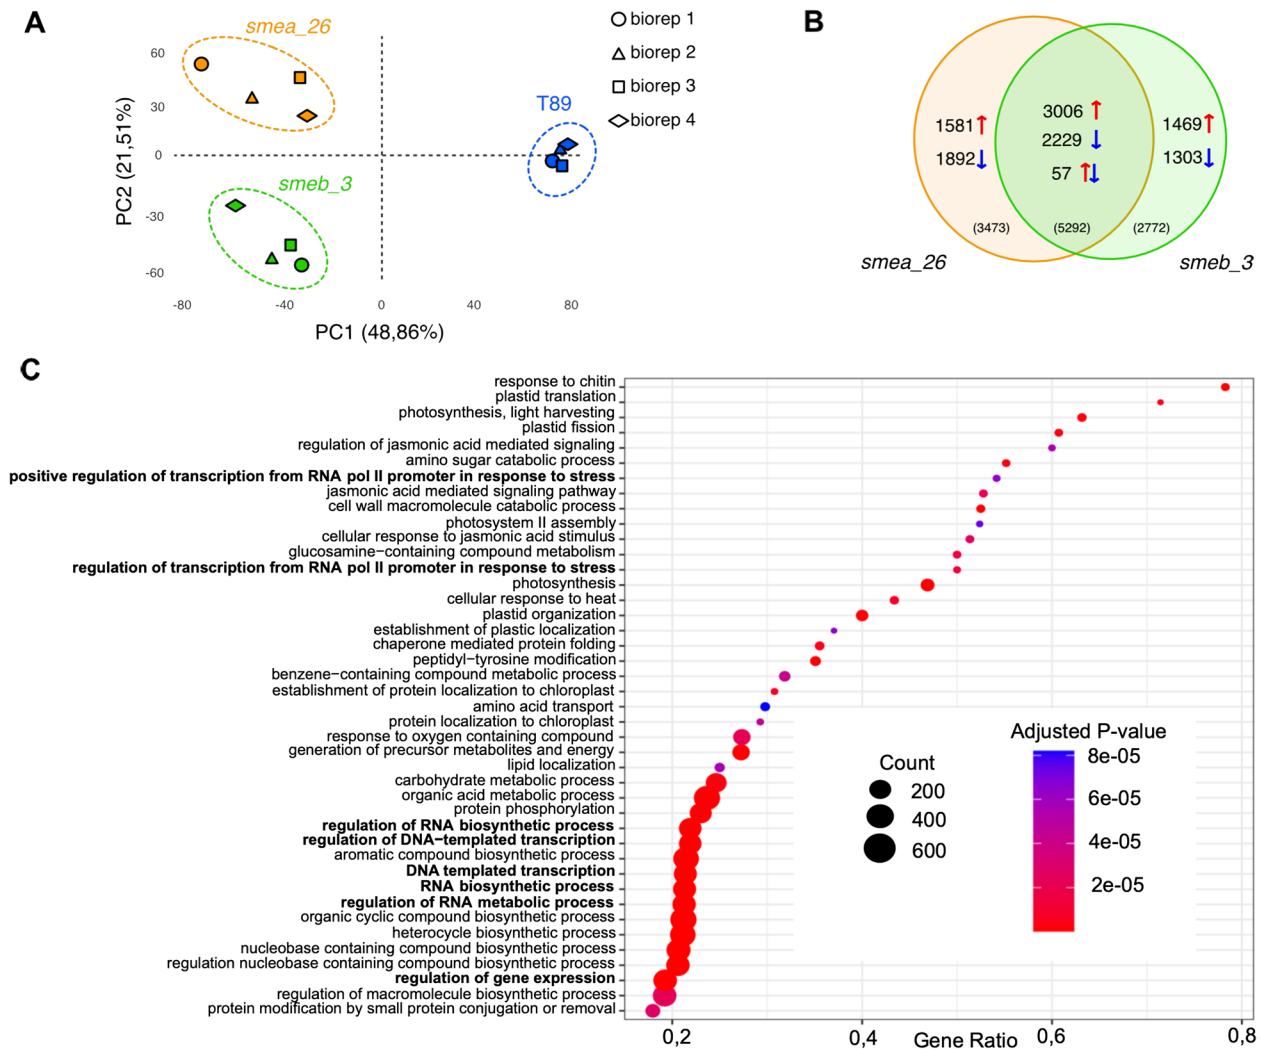 A
smea_26
60
30
0
-30
-60
PC2 (21,51%)
smeb_3
T89
-80
-40
0
40
80
PC1 (48,86%)
biorep 1
biorep 2
biorep 3
biorep 4
B
1581↑
1892↓
3006 ↑
2229 ↓
57 ↑↓
1469↑
1303↓
(3473)
(5292)
(2772)
smea_26
smeb_3
C
response to chitin
plastid translation
photosynthesis, light harvesting
plastid fission
regulation of jasmonic acid mediated signaling
amino sugar catabolic process
positive regulation of transcription from RNA pol II promoter in response to stress
jasmonic acid mediated signaling pathway
cell wall macromolecule catabolic process
photosystem II assembly
cellular response to jasmonic acid stimulus
glucosamine−containing compound metabolism
regulation of transcription from RNA pol II promoter in response to stress
photosynthesis
cellular response to heat
plastid organization
establishment of plastic localization
chaperone mediated protein folding
peptidyl−tyrosine modification
benzene−containing compound metabolic process
establishment of protein localization to chloroplast
amino acid transport
protein localization to chloroplast
response to oxygen containing compound
generation of precursor metabolites and energy
lipid localization
carbohydrate metabolic process
organic acid metabolic process
protein phosphorylation
regulation of RNA biosynthetic process
regulation of DNA−templated transcription
aromatic compound biosynthetic process
DNA templated transcription
RNA biosynthetic process
regulation of RNA metabolic process
organic cyclic compound biosynthetic process
heterocycle biosynthetic process
nucleobase containing compound biosynthetic process
regulation nucleobase containing compound biosynthetic process
regulation of gene expression
regulation of macromolecule biosynthetic process
protein modification by small protein conjugation or removal
0,2
0,4
0,6
0,8
Gene Ratio
Count
200
400
600
Adjusted P-value
8e-05
6e-05
4e-05
2e-05